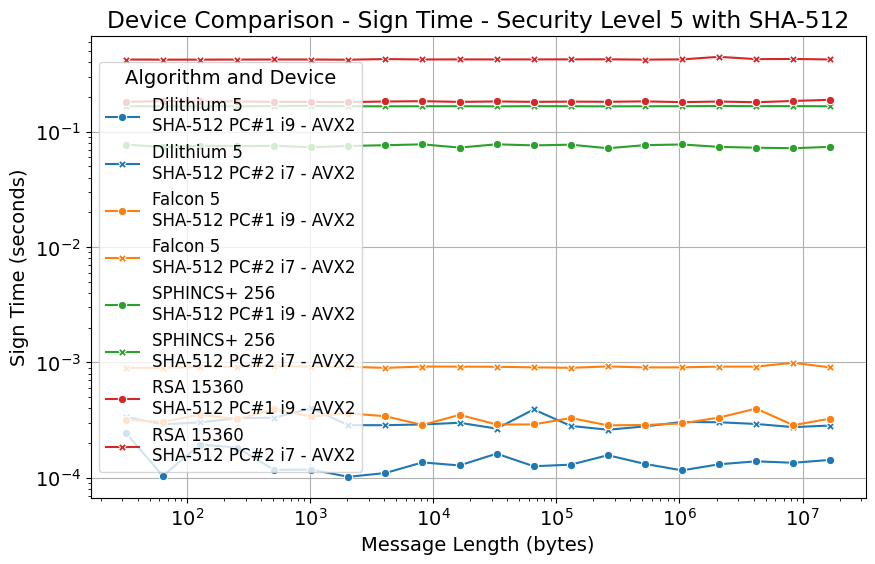 Device Comparison - Sign Time - Security Level 5 with SHA-512
Sign Time (seconds)
10⁻¹
10⁻²
10⁻³
10⁻⁴
Algorithm and Device
Dilithium 5
SHA-512 PC#1 i9 - AVX2
Dilithium 5
SHA-512 PC#2 i7 - AVX2
Falcon 5
SHA-512 PC#1 i9 - AVX2
Falcon 5
SHA-512 PC#2 i7 - AVX2
SPHINCS+ 256
SHA-512 PC#1 i9 - AVX2
SPHINCS+ 256
SHA-512 PC#2 i7 - AVX2
RSA 15360
SHA-512 PC#1 i9 - AVX2
RSA 15360
SHA-512 PC#2 i7 - AVX2
10² 10³ 10⁴ 10⁵ 10⁶ 10⁷
Message Length (bytes)